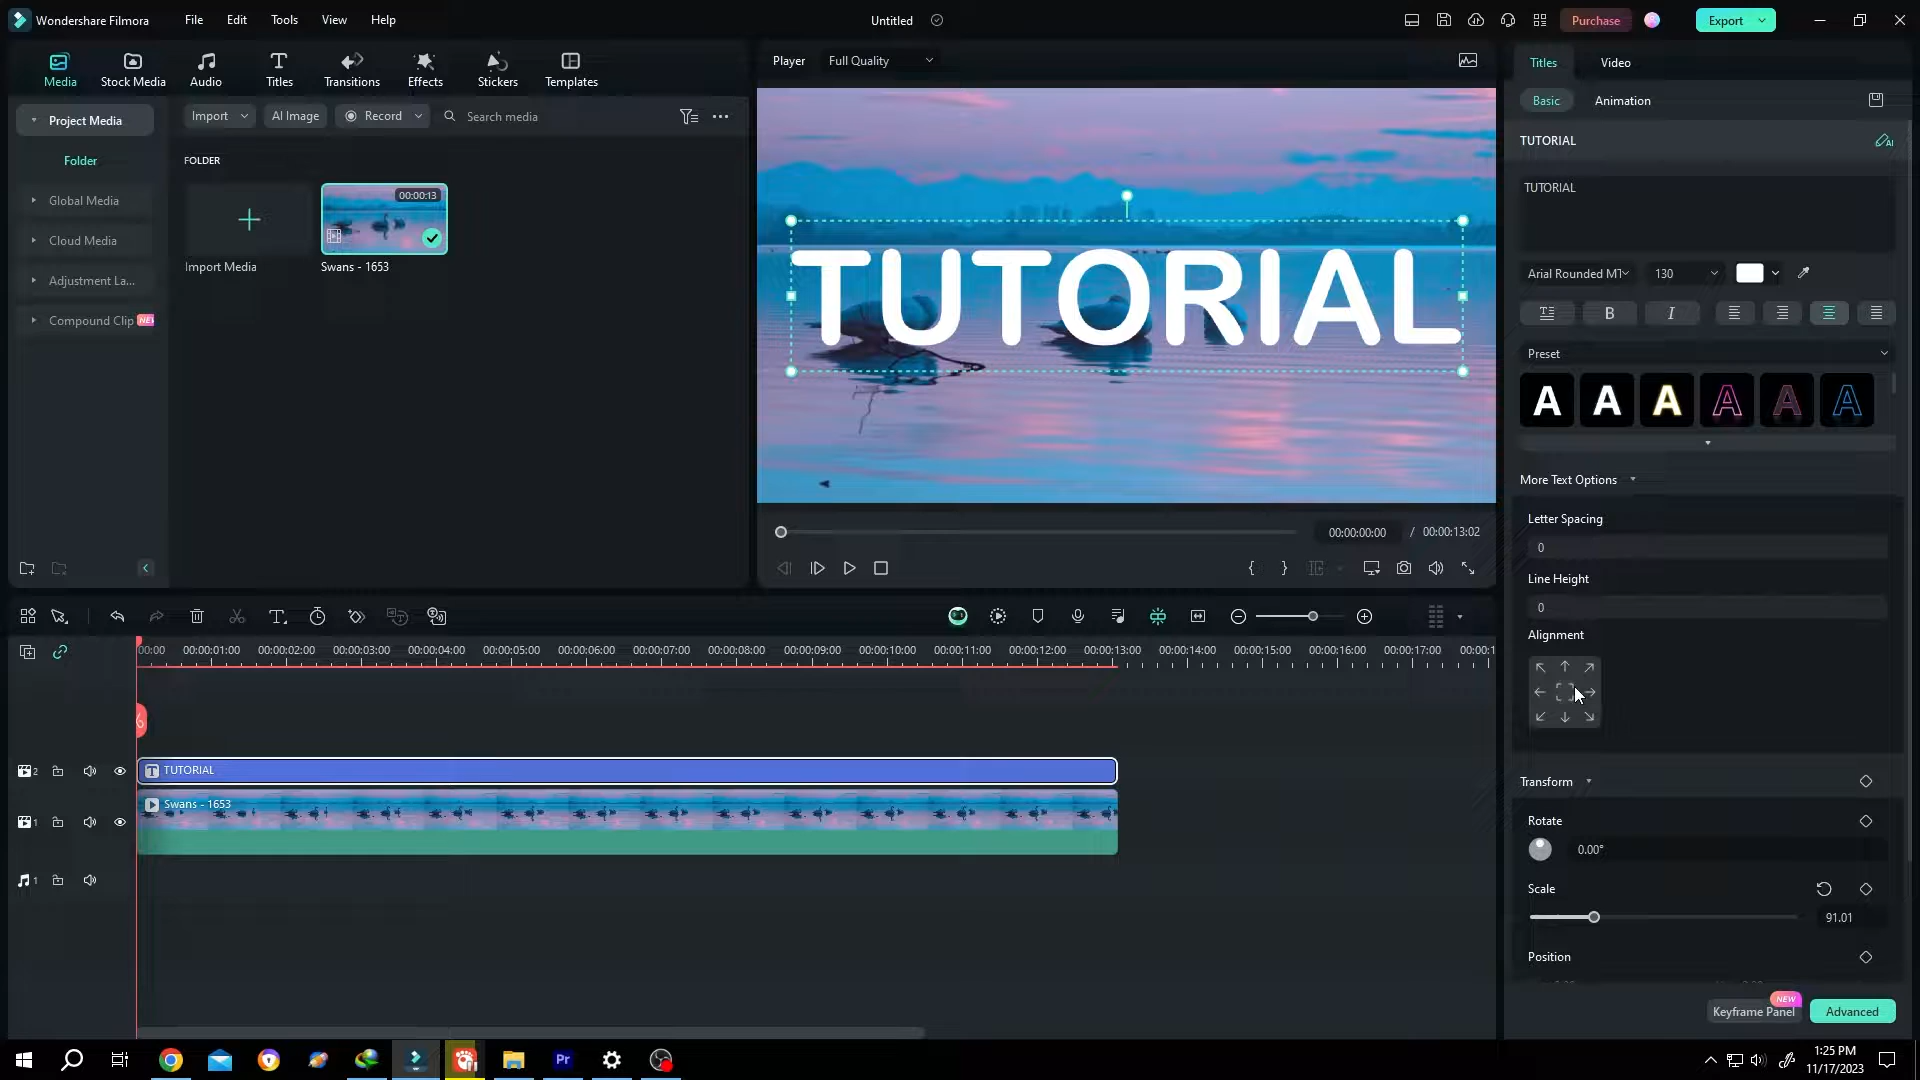 Wondershare Filmora File Edit Tools View Help Untitled Purchase Export
Media Stock Media Audio Titles Transitions Effects Stickers Templates
Player Full Quality
Titles Video
Basic Animation
Project Media
Folder
Global Media
Cloud Media
Adjustment La...
Compound Clip
Import AI Image Record Search media
FOLDER
Import Media
00:00:13
Swans - 1653
TUTORIAL
00:00:00:00 / 00:00:13:02
TUTORIAL
TUTORIAL
Arial Rounded MT 130
B I
Preset
A A A A A A
More Text Options
Letter Spacing
0
Line Height
0
Alignment
Transform
Rotate
0.00°
Scale
91.01
Position
NEW
Keyframe Panel Advanced
00:00 00:00:01:00 00:00:02:00 00:00:03:00 00:00:04:00 00:00:05:00 00:00:06:00 00:00:07:00 00:00:08:00 00:00:09:00 00:00:10:00 00:00:11:00 00:00:12:00 00:00:13:00 00:00:14:00 00:00:15:00 00:00:16:00 00:00:17:00 00:00:1
2 TUTORIAL
Swans - 1653
1
1
Pr
1:25 PM
11/17/2023